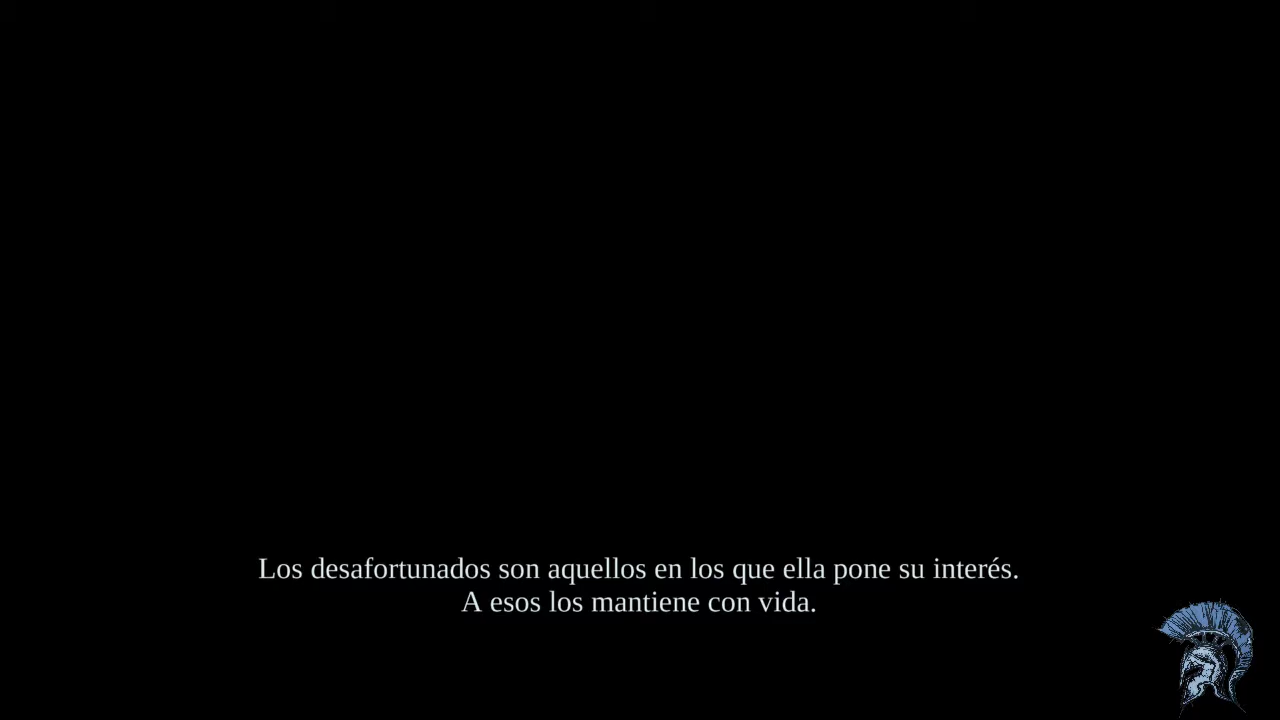 Los desafortunados son aquellos en los que ella pone su interés.
A esos los mantiene con vida.